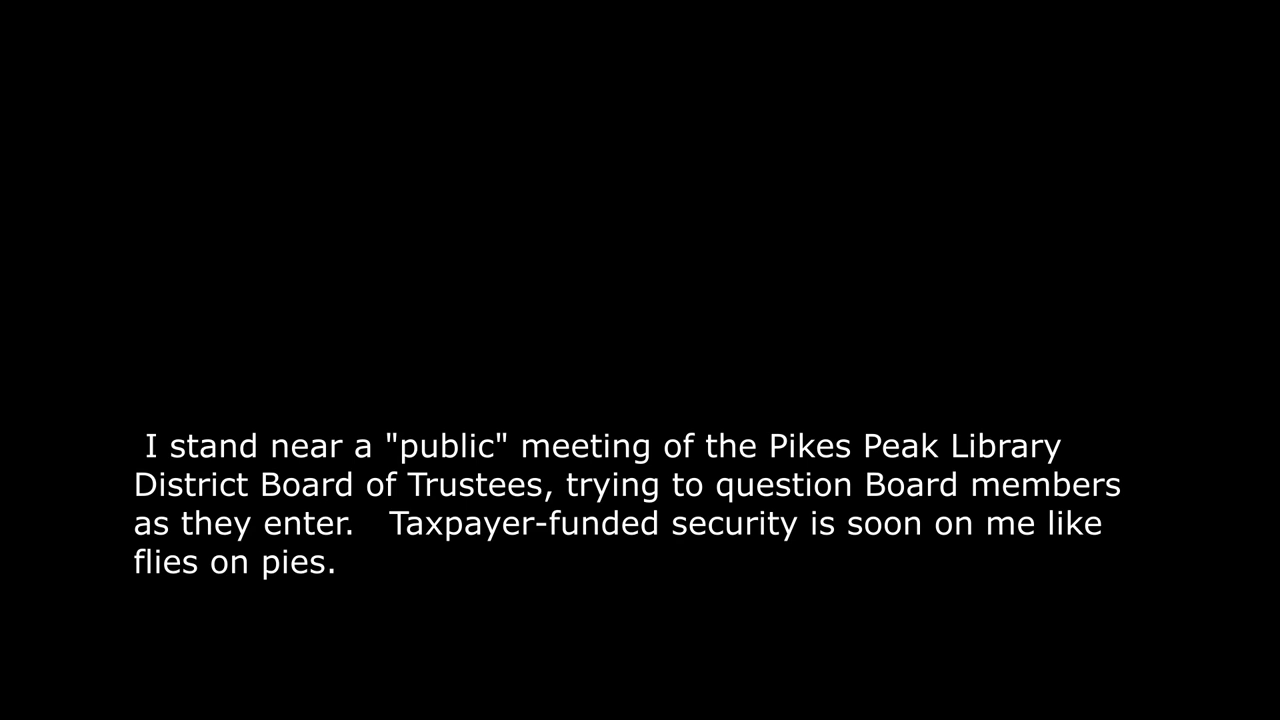 I stand near a "public" meeting of the Pikes Peak Library
District Board of Trustees, trying to question Board members
as they enter.   Taxpayer-funded security is soon on me like
flies on pies.